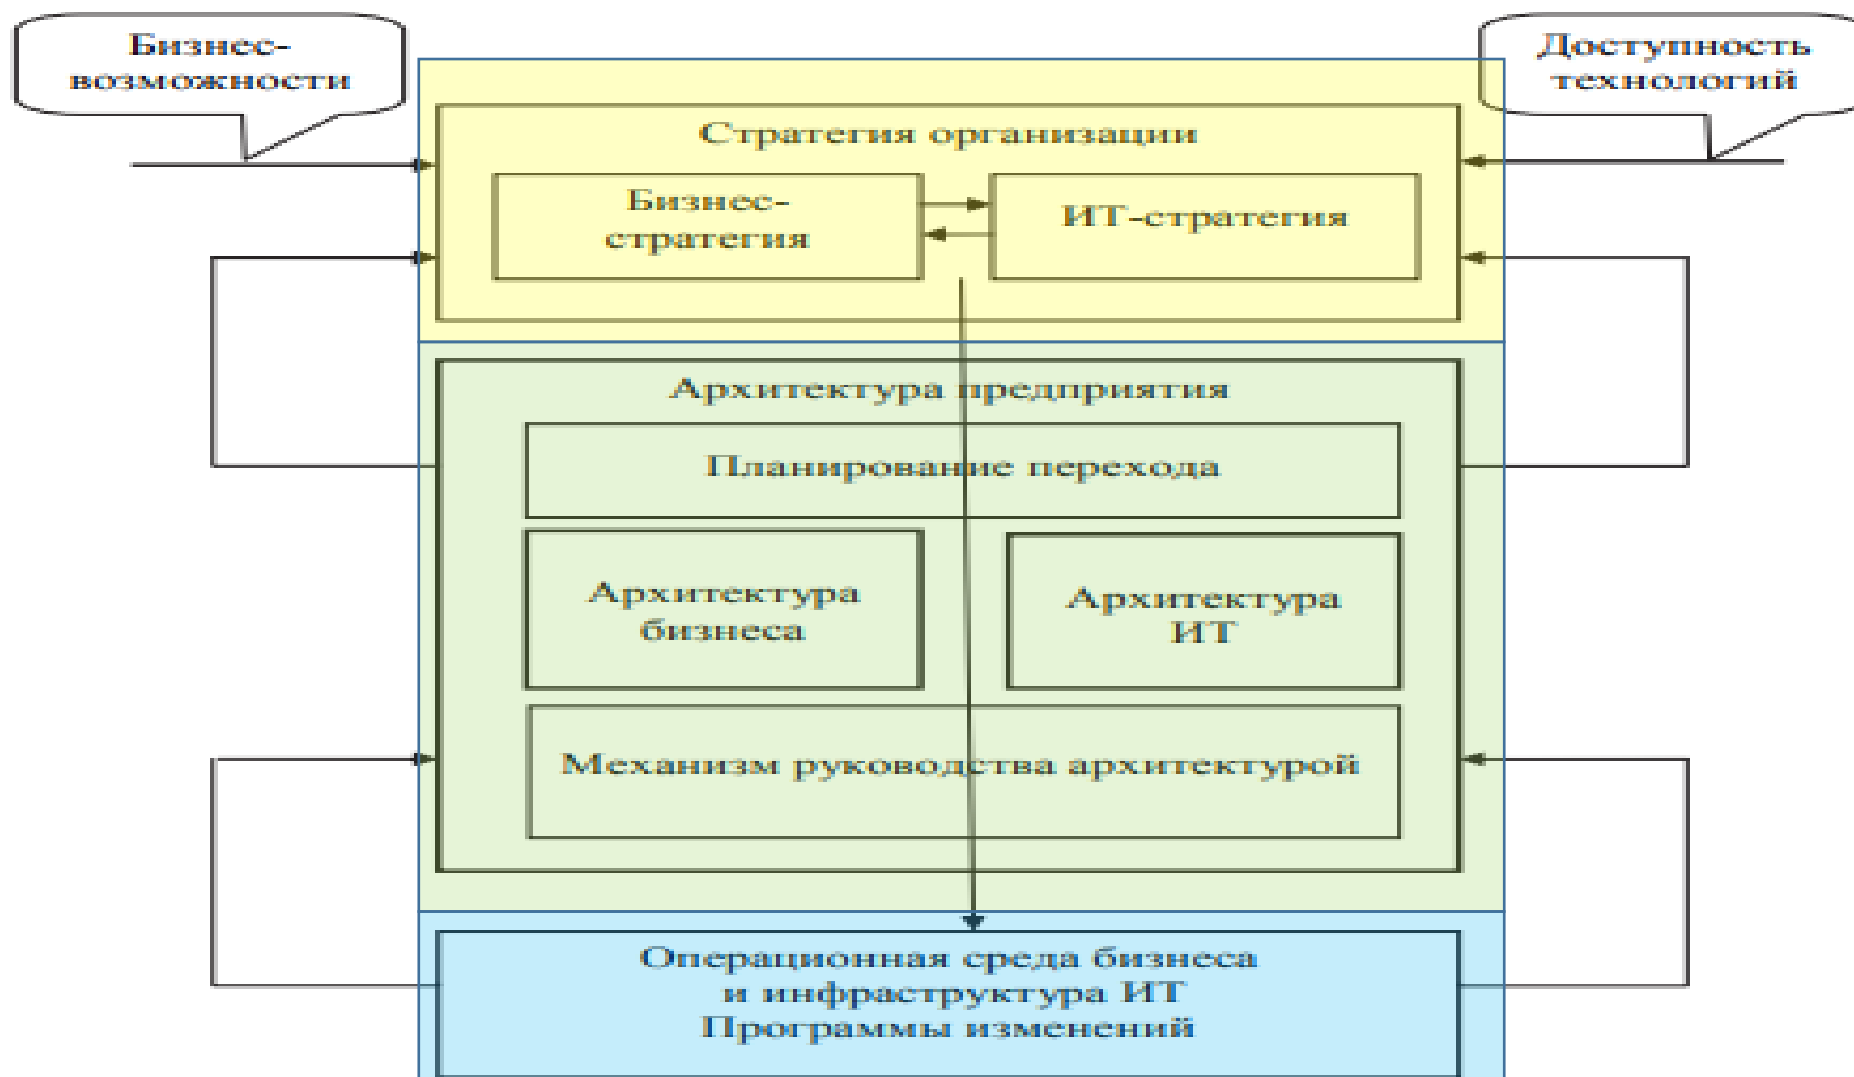 Бизнес-
возможности
Доступность
технологий
Стратегия организации
Бизнес-
стратегия
ИТ-стратегия
Архитектура предприятия
Планирование перехода
Архитектура
бизнеса
Архитектура
ИТ
Механизм руководства архитектурой
Операционная среда бизнеса
и инфраструктура ИТ
Программы изменений